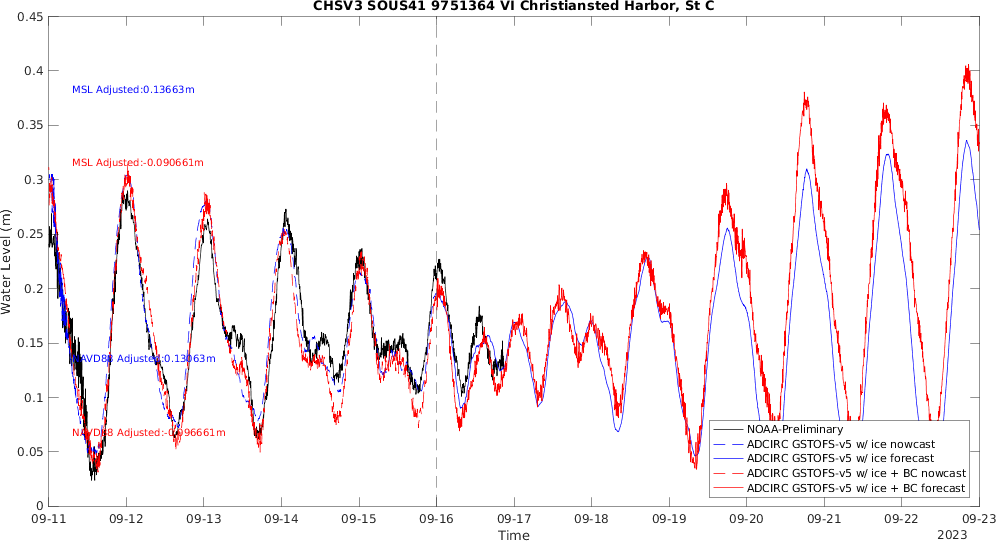 CHSV3 SOUS41 9751364 VI Christiansted Harbor, St C
0.45
0.4
0.35
0.3
0.25
0.2
0.15
0.1
0.05
0
Water Level (m)
MSL Adjusted:0.13663m
MSL Adjusted:-0.090661m
NAVD88 Adjusted:0.13063m
NAVD88 Adjusted:-0.096661m
NOAA-Preliminary
ADCIRC GSTOFS-v5 w/ ice nowcast
ADCIRC GSTOFS-v5 w/ ice forecast
ADCIRC GSTOFS-v5 w/ ice + BC nowcast
ADCIRC GSTOFS-v5 w/ ice + BC forecast
09-11 09-12 09-13 09-14 09-15 09-16 09-17 09-18 09-19 09-20 09-21 09-22 09-23
Time
2023